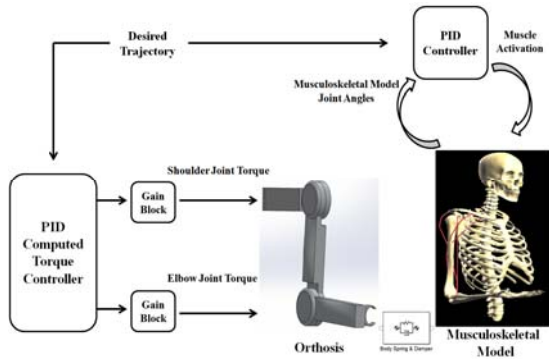 Desired
Trajectory
PID
Controller
Muscle
Activation
Musculoskeletal Model
Joint Angles
PID
Computed
Torque
Controller
Gain
Block
Shoulder Joint Torque
Gain
Block
Elbow Joint Torque
Orthosis
Body Spring & Damper
Musculoskeletal
Model